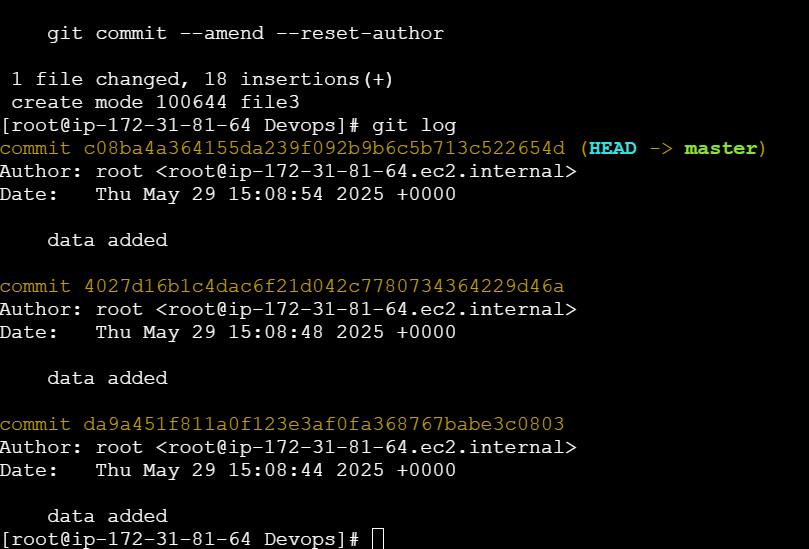 git commit --amend --reset-author
1 file changed, 18 insertions(+)
create mode 100644 file3
[root@ip-172-31-81-64 Devops]# git log
commit c08ba4a364155da239f092b9b6c5b713c522654d (HEAD -> master)
Author: root <root@ip-172-31-81-64.ec2.internal>
Date:   Thu May 29 15:08:54 2025 +0000
data added
commit 4027d16b1c4dac6f21d042c7780734364229d46a
Author: root <root@ip-172-31-81-64.ec2.internal>
Date:   Thu May 29 15:08:48 2025 +0000
data added
commit da9a451f811a0f123e3af0fa368767babe3c0803
Author: root <root@ip-172-31-81-64.ec2.internal>
Date:   Thu May 29 15:08:44 2025 +0000
data added
[root@ip-172-31-81-64 Devops]#